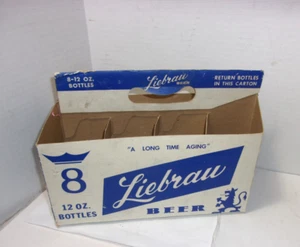 8-12 OZ.
BOTTLES
Liebrau
RETURN BOTTLES
IN THIS CARTON
"A LONG TIME AGING"
8
12 OZ.
BOTTLES
Liebrau
BEER